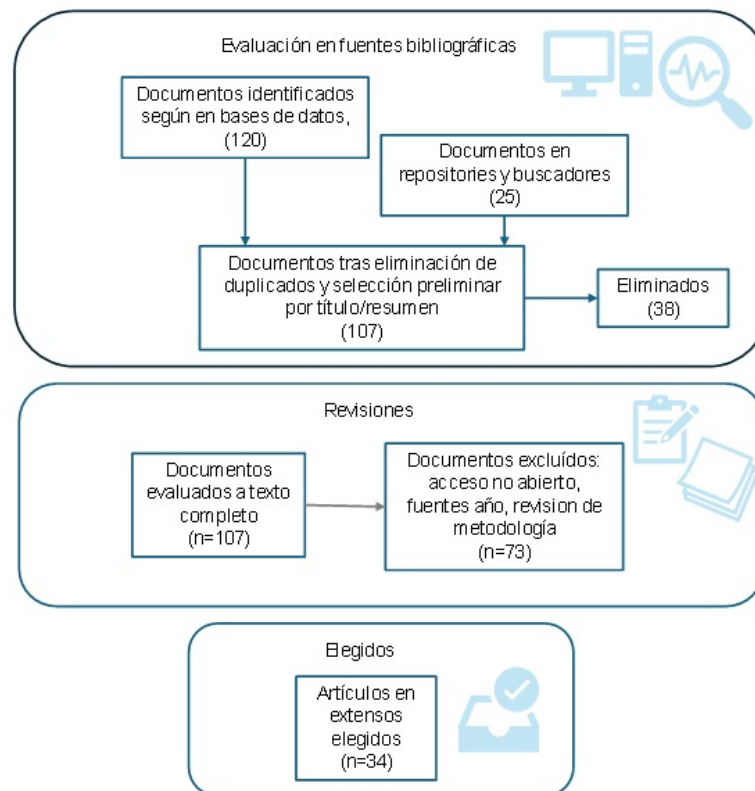 Evaluación en fuentes bibliográficas
Documentos identificados
según en bases de datos,
(120)
Documentos en
repositories y buscadores
(25)
Documentos tras eliminación de
duplicados y selección preliminar
por título/resumen
(107)
Eliminados
(38)
Revisiones
Documentos
evaluados a texto
completo
(n=107)
Documentos excluídos:
acceso no abierto,
fuentes año, revision de
metodología
(n=73)
Elegidos
Artículos en
extensos
elegidos
(n=34)